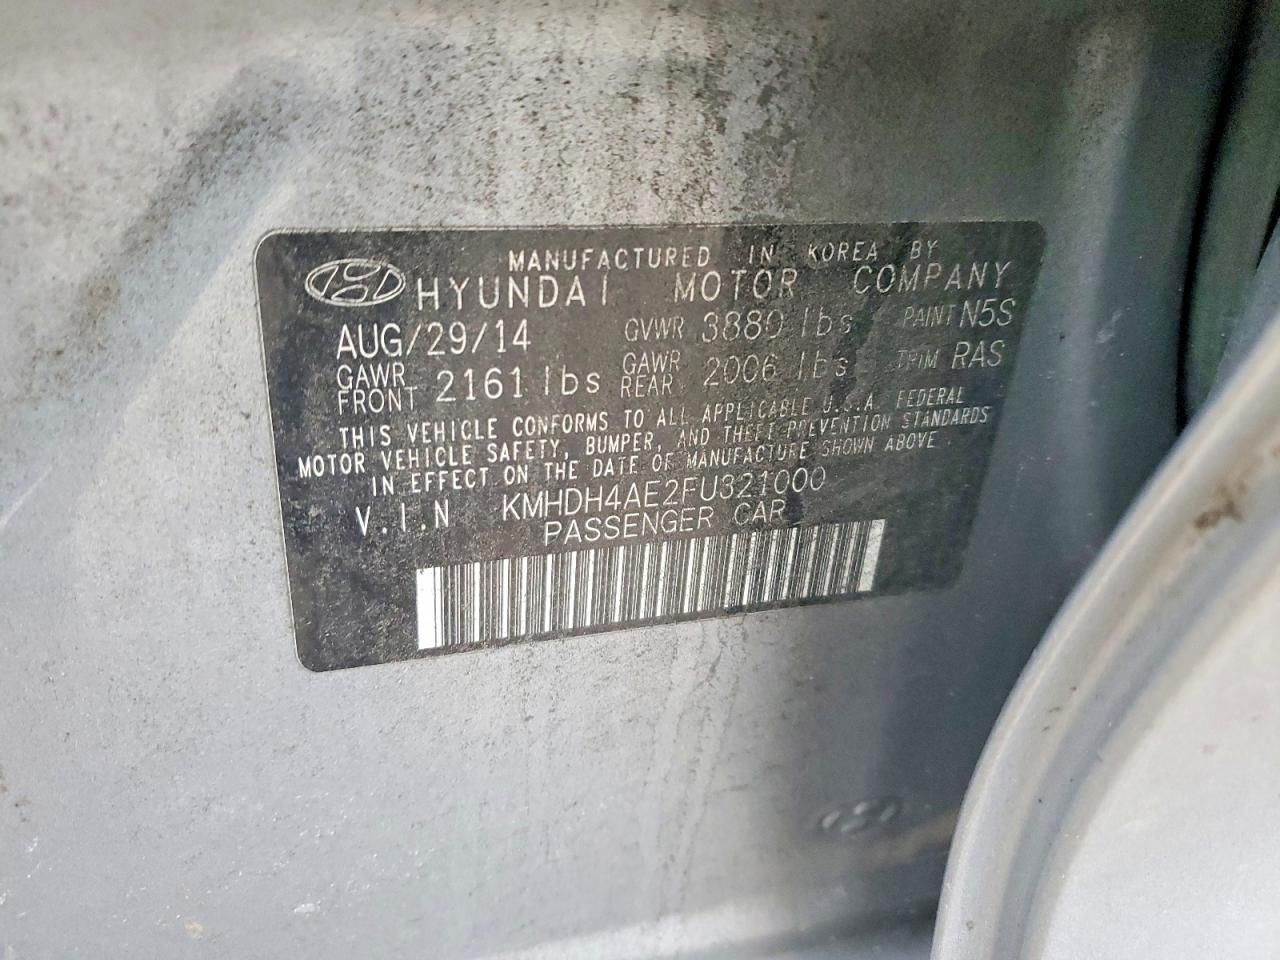 MANUFACTURED IN KOREA BY
HYUNDAI MOTOR COMPANY
AUG/29/14 GVWR 3880 lbs PAINT N5S
GAWR FRONT 2161 lbs GAWR REAR 2006 lbs TRIM RAS
THIS VEHICLE CONFORMS TO ALL APPLICABLE U.S.A. FEDERAL
MOTOR VEHICLE SAFETY, BUMPER, AND THEFT PREVENTION STANDARDS
IN EFFECT ON THE DATE OF MANUFACTURE SHOWN ABOVE
V.I.N KMHDH4AE2FU321000
PASSENGER CAR